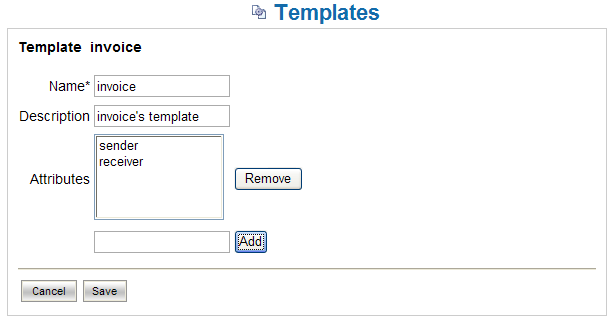 Templates
Template invoice
Name* invoice
Description invoice's template
sender
receiver
Attributes Remove
Add
Cancel Save